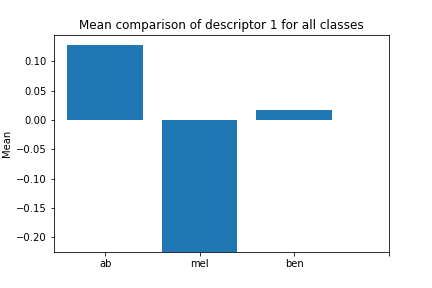 Mean comparison of descriptor 1 for all classes
Mean
0.10
0.05
0.00
−0.05
−0.10
−0.15
−0.20
ab mel ben